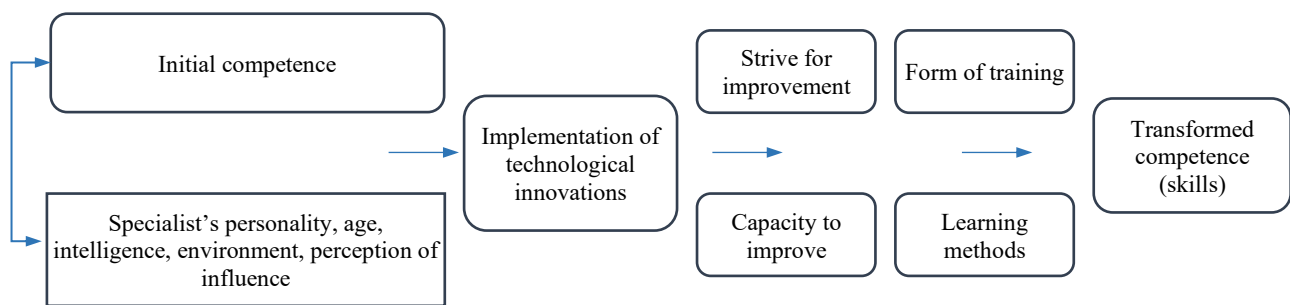 Initial competence
Specialist's personality, age,
intelligence, environment, perception of
influence
Implementation of
technological
innovations
Strive for
improvement
Capacity to
improve
Form of training
Learning
methods
Transformed
competence
(skills)